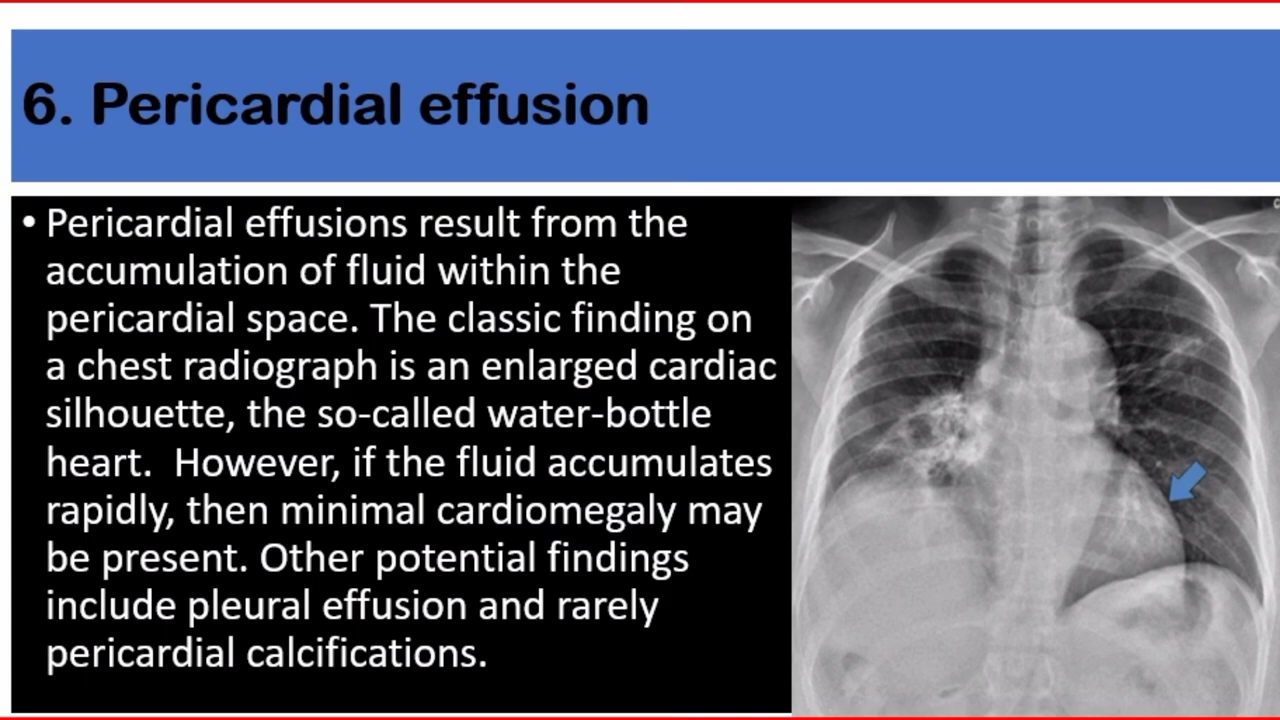 6. Pericardial effusion
• Pericardial effusions result from the
accumulation of fluid within the
pericardial space. The classic finding on
a chest radiograph is an enlarged cardiac
silhouette, the so-called water-bottle
heart.  However, if the fluid accumulates
rapidly, then minimal cardiomegaly may
be present. Other potential findings
include pleural effusion and rarely
pericardial calcifications.